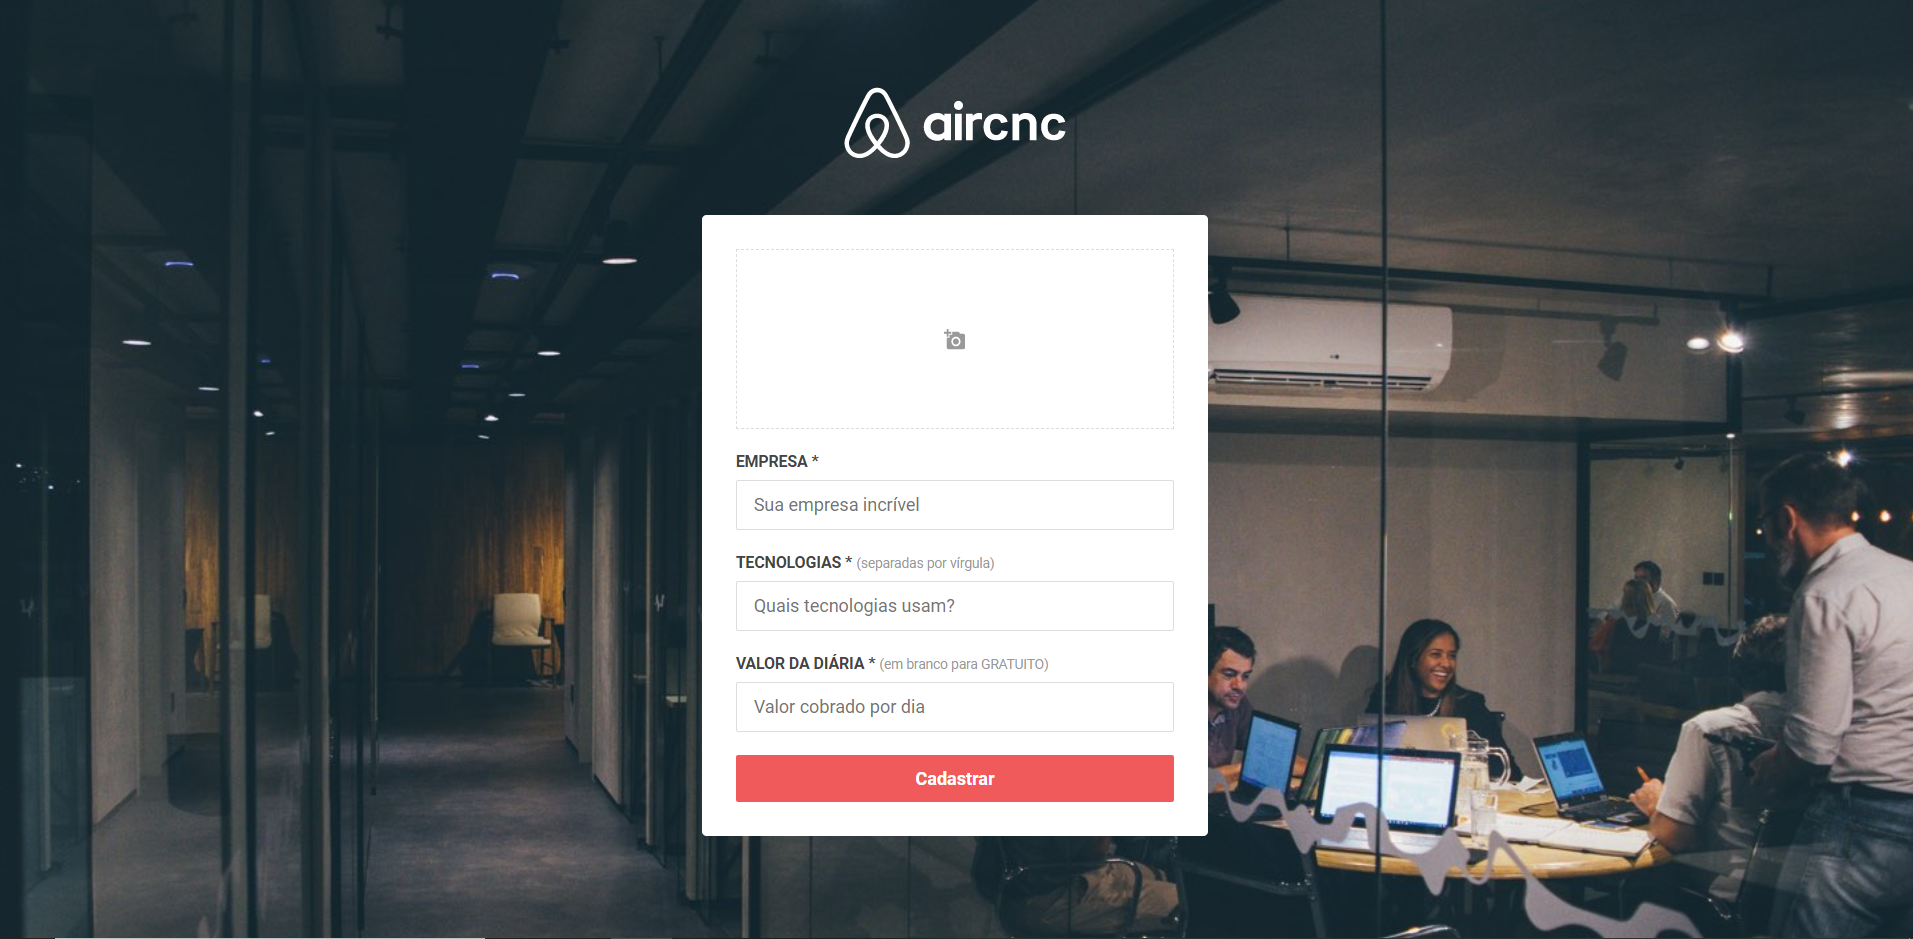 aircnc
EMPRESA *
Sua empresa incrível
TECNOLOGIAS * (separadas por vírgula)
Quais tecnologias usam?
VALOR DA DIÁRIA * (em branco para GRATUITO)
Valor cobrado por dia
Cadastrar